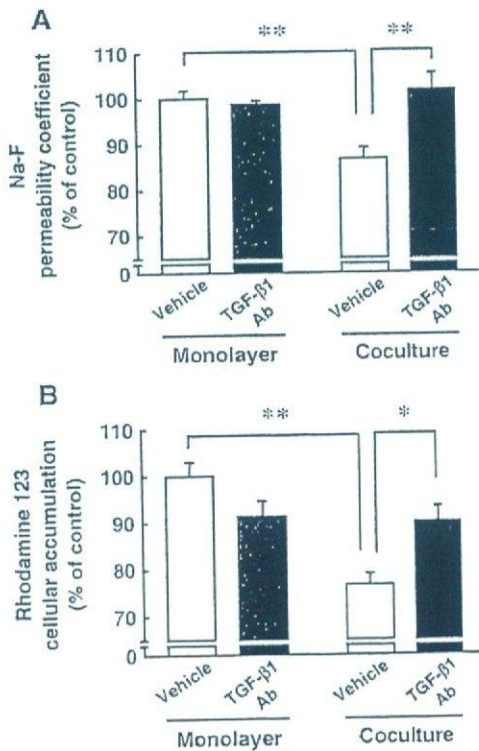 A
Na-F
permeability coefficient
(% of control)
110
100
90
80
70
0
**
**
Vehicle
TGF-β1
Ab
Vehicle
TGF-β1
Ab
Monolayer
Coculture
B
Rhodamine 123
cellular accumulation
(% of control)
110
100
90
80
70
0
**
*
Vehicle
TGF-β1
Ab
Vehicle
TGF-β1
Ab
Monolayer
Coculture